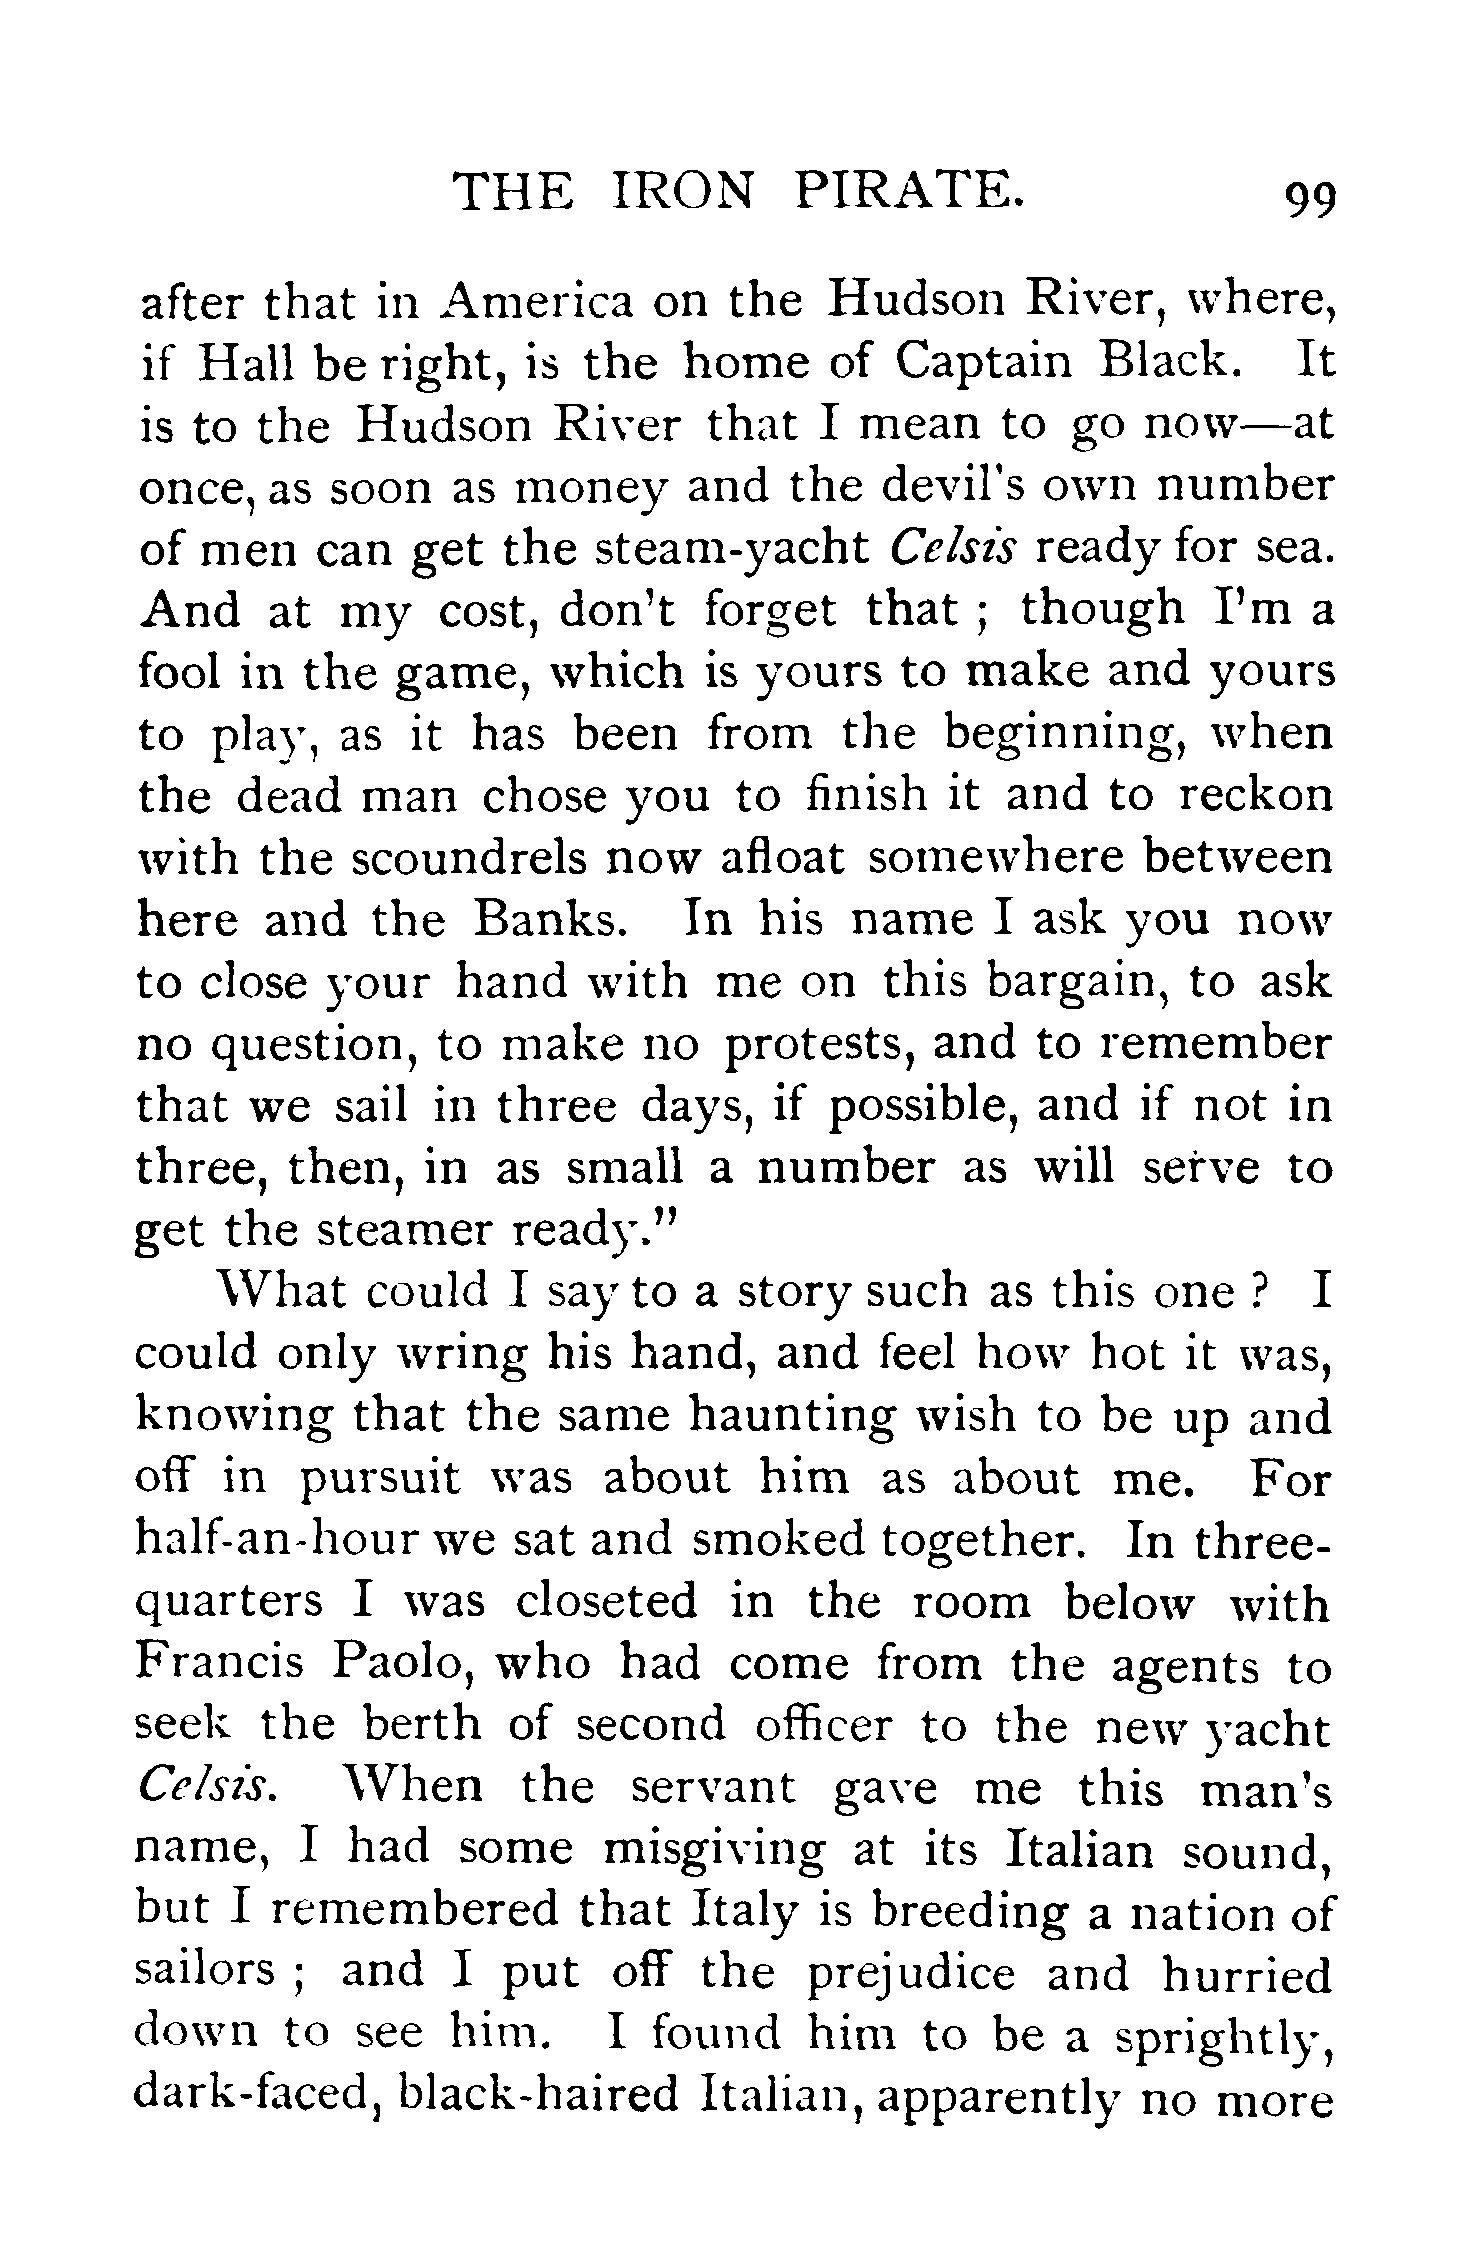 THE IRON PIRATE. 99
after that in America on the Hudson River, where,
if Hall be right, is the home of Captain Black. It
is to the Hudson River that I mean to go now—at
once, as soon as money and the devil's own number
of men can get the steam-yacht Celsis ready for sea.
And at my cost, don't forget that ; though I'm a
fool in the game, which is yours to make and yours
to play, as it has been from the beginning, when
the dead man chose you to finish it and to reckon
with the scoundrels now afloat somewhere between
here and the Banks. In his name I ask you now
to close your hand with me on this bargain, to ask
no question, to make no protests, and to remember
that we sail in three days, if possible, and if not in
three, then, in as small a number as will serve to
get the steamer ready."
What could I say to a story such as this one ? I
could only wring his hand, and feel how hot it was,
knowing that the same haunting wish to be up and
off in pursuit was about him as about me. For
half-an-hour we sat and smoked together. In three-
quarters I was closeted in the room below with
Francis Paolo, who had come from the agents to
seek the berth of second officer to the new yacht
Celsis. When the servant gave me this man's
name, I had some misgiving at its Italian sound,
but I remembered that Italy is breeding a nation of
sailors ; and I put off the prejudice and hurried
down to see him. I found him to be a sprightly,
dark-faced, black-haired Italian, apparently no more